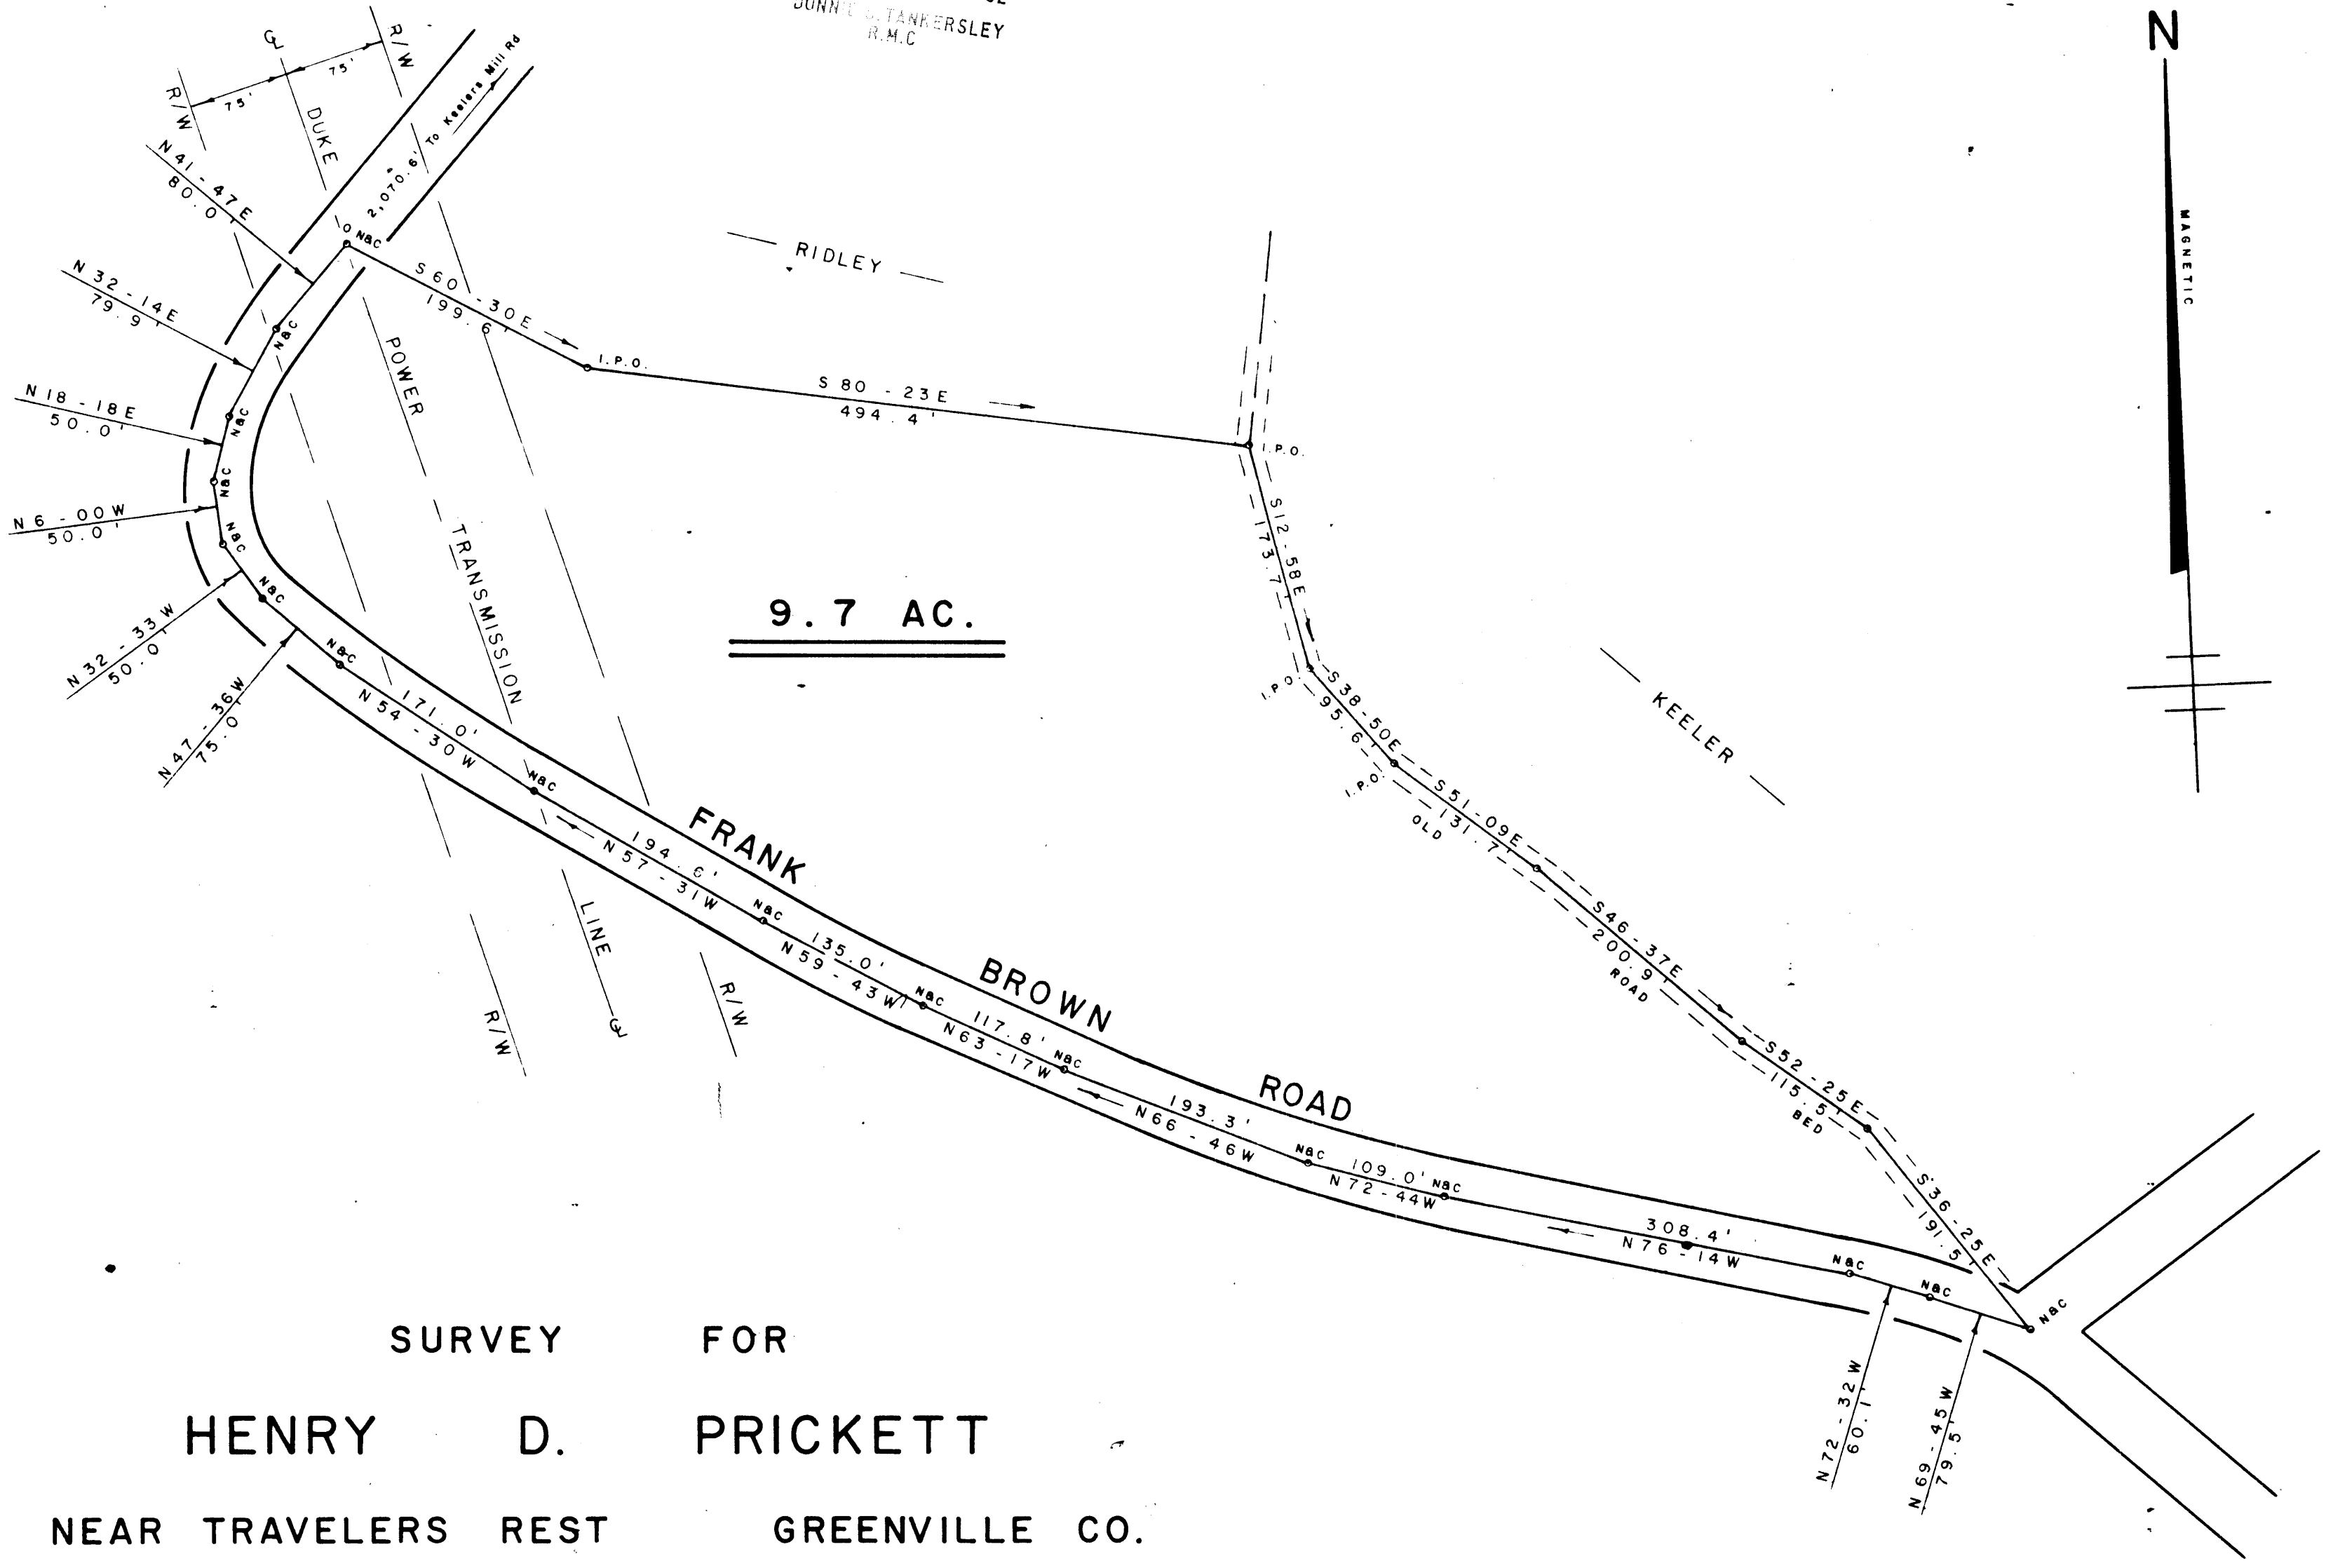 TANKERSLEY
R.M.C
N
MAGNETIC
℄
R/W
R/W
75'
75'
DUKE
POWER
TRANSMISSION
LINE
℄
R/W
R/W
2,070.6' To Keelers Mill Rd
O N&C
N 41 - 47 E
80.0'
N 32 - 14 E
79.9'
N&C
N 18 - 18 E
50.0'
N&C
N 6 - 00 W
50.0'
N&C
N 32 - 33 W
50.0'
N&C
N 47 - 36 W
75.0'
N&C
S 60 - 30 E
199.6'
I.P.O.
RIDLEY
S 80 - 23 E
494.4'
I.P.O.
S 12 - 58 E
173.7'
I.P.O.
S 38 - 50 E
95.6'
I.P.O.
S 51 - 09 E
131.7'
OLD
S 46 - 37 E
200.9'
ROAD
S 52 - 25 E
115.5'
BED
S 36 - 25 E
191.5'
KEELER
9.7 AC.
N&C
171.0'
N 54 - 30 W
N&C
194.6'
N 57 - 31 W
N&C
135.0'
N 59 - 43 W
N&C
117.8'
N 63 - 17 W
N&C
193.3'
N 66 - 46 W
N&C
109.0'
N 72 - 44 W
N&C
308.4'
N 76 - 14 W
N&C
N&C
N&C
N 72 - 32 W
60.1'
N 69 - 45 W
79.5'
FRANK
BROWN
ROAD
SURVEY FOR
HENRY D. PRICKETT
NEAR TRAVELERS REST GREENVILLE CO.